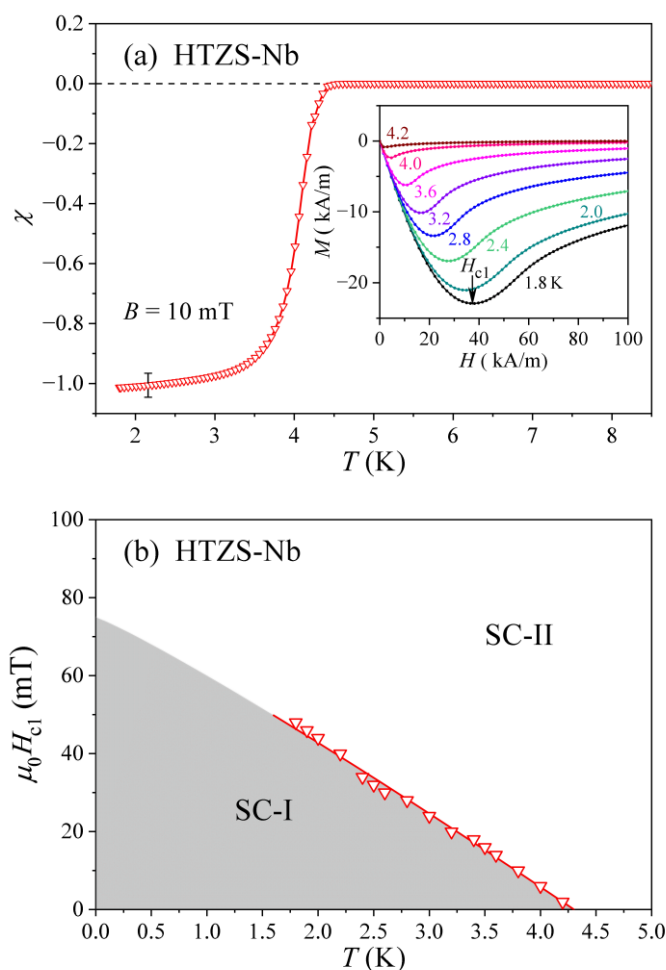 (a) HTZS-Nb
0.0
−0.2
−0.4
−0.6
−0.8
−1.0
χ
B = 10 mT
2 3 4 5 6 7 8
T (K)
0
−10
−20
M ( kA/m)
4.2
4.0
3.6
3.2
2.8
2.4
2.0
1.8 K
Hc1
0 20 40 60 80 100
H ( kA/m)
(b) HTZS-Nb
100
80
60
40
20
0
μ0Hc1 (mT)
SC-II
SC-I
0.0 0.5 1.0 1.5 2.0 2.5 3.0 3.5 4.0 4.5 5.0
T (K)